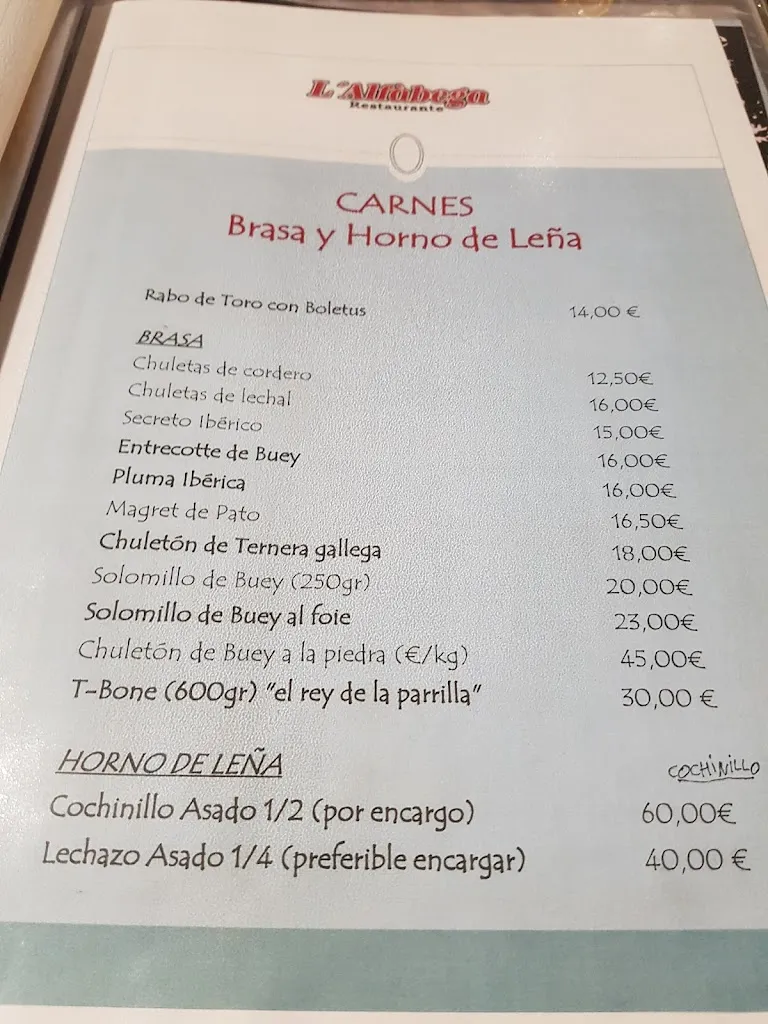 L'Alfàbega
Restaurante
CARNES
Brasa y Horno de Leña
Rabo de Toro con Boletus 14,00 €
BRASA
Chuletas de cordero 12,50€
Chuletas de lechal 16,00€
Secreto Ibérico 15,00€
Entrecotte de Buey 16,00€
Pluma Ibérica 16,00€
Magret de Pato 16,50€
Chuletón de Ternera gallega 18,00€
Solomillo de Buey (250gr) 20,00€
Solomillo de Buey al foie 23,00€
Chuletón de Buey a la piedra (€/kg) 45,00€
T-Bone (600gr) "el rey de la parrilla" 30,00 €
HORNO DE LEÑA COCHINILLO
Cochinillo Asado 1/2 (por encargo) 60,00€
Lechazo Asado 1/4 (preferible encargar) 40,00 €